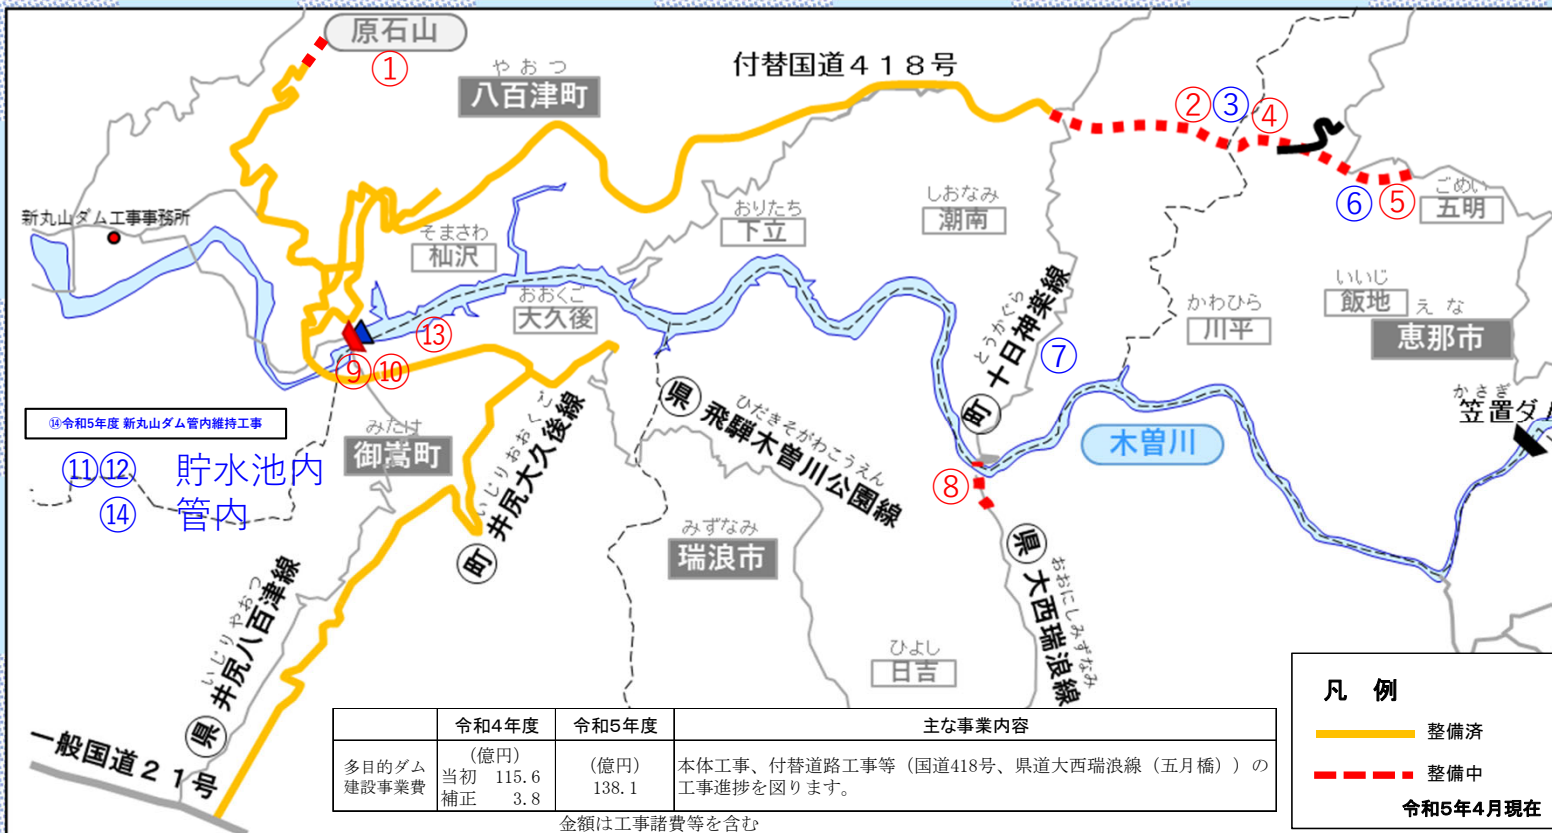 原石山
①
やおつ
八百津町
付替国道418号
②③④
ごめい
五明
⑥
⑤
新丸山ダム工事事務所
そまさわ
杣沢
おりたち
下立
しおなみ
潮南
おおくご
大久後
いいじ
飯地
えな
恵那市
かわひら
川平
とうかぐら
町 十日神楽線
⑦
⑬
⑨⑩
⑭令和5年度 新丸山ダム管内維持工事
⑪⑫ 貯水池内
⑭ 管内
みたけ
御嵩町
いじりおおくご
町 井尻大久後線
ひだきそがわこうえん
県 飛騨木曽川公園線
木曽川
かさぎ
笠置ダ
⑧
みずなみ
瑞浪市
おおにしみずなみ
県 大西瑞浪線
いじりやおつ
県 井尻八百津線
ひよし
日吉
一般国道21号
令和4年度 令和5年度 主な事業内容
多目的ダム
建設事業費
(億円)
当初 115.6
補正 3.8
(億円)
138.1
本体工事、付替道路工事等（国道418号、県道大西瑞浪線（五月橋））の
工事進捗を図ります。
金額は工事諸費等を含む
凡 例
整備済
整備中
令和5年4月現在